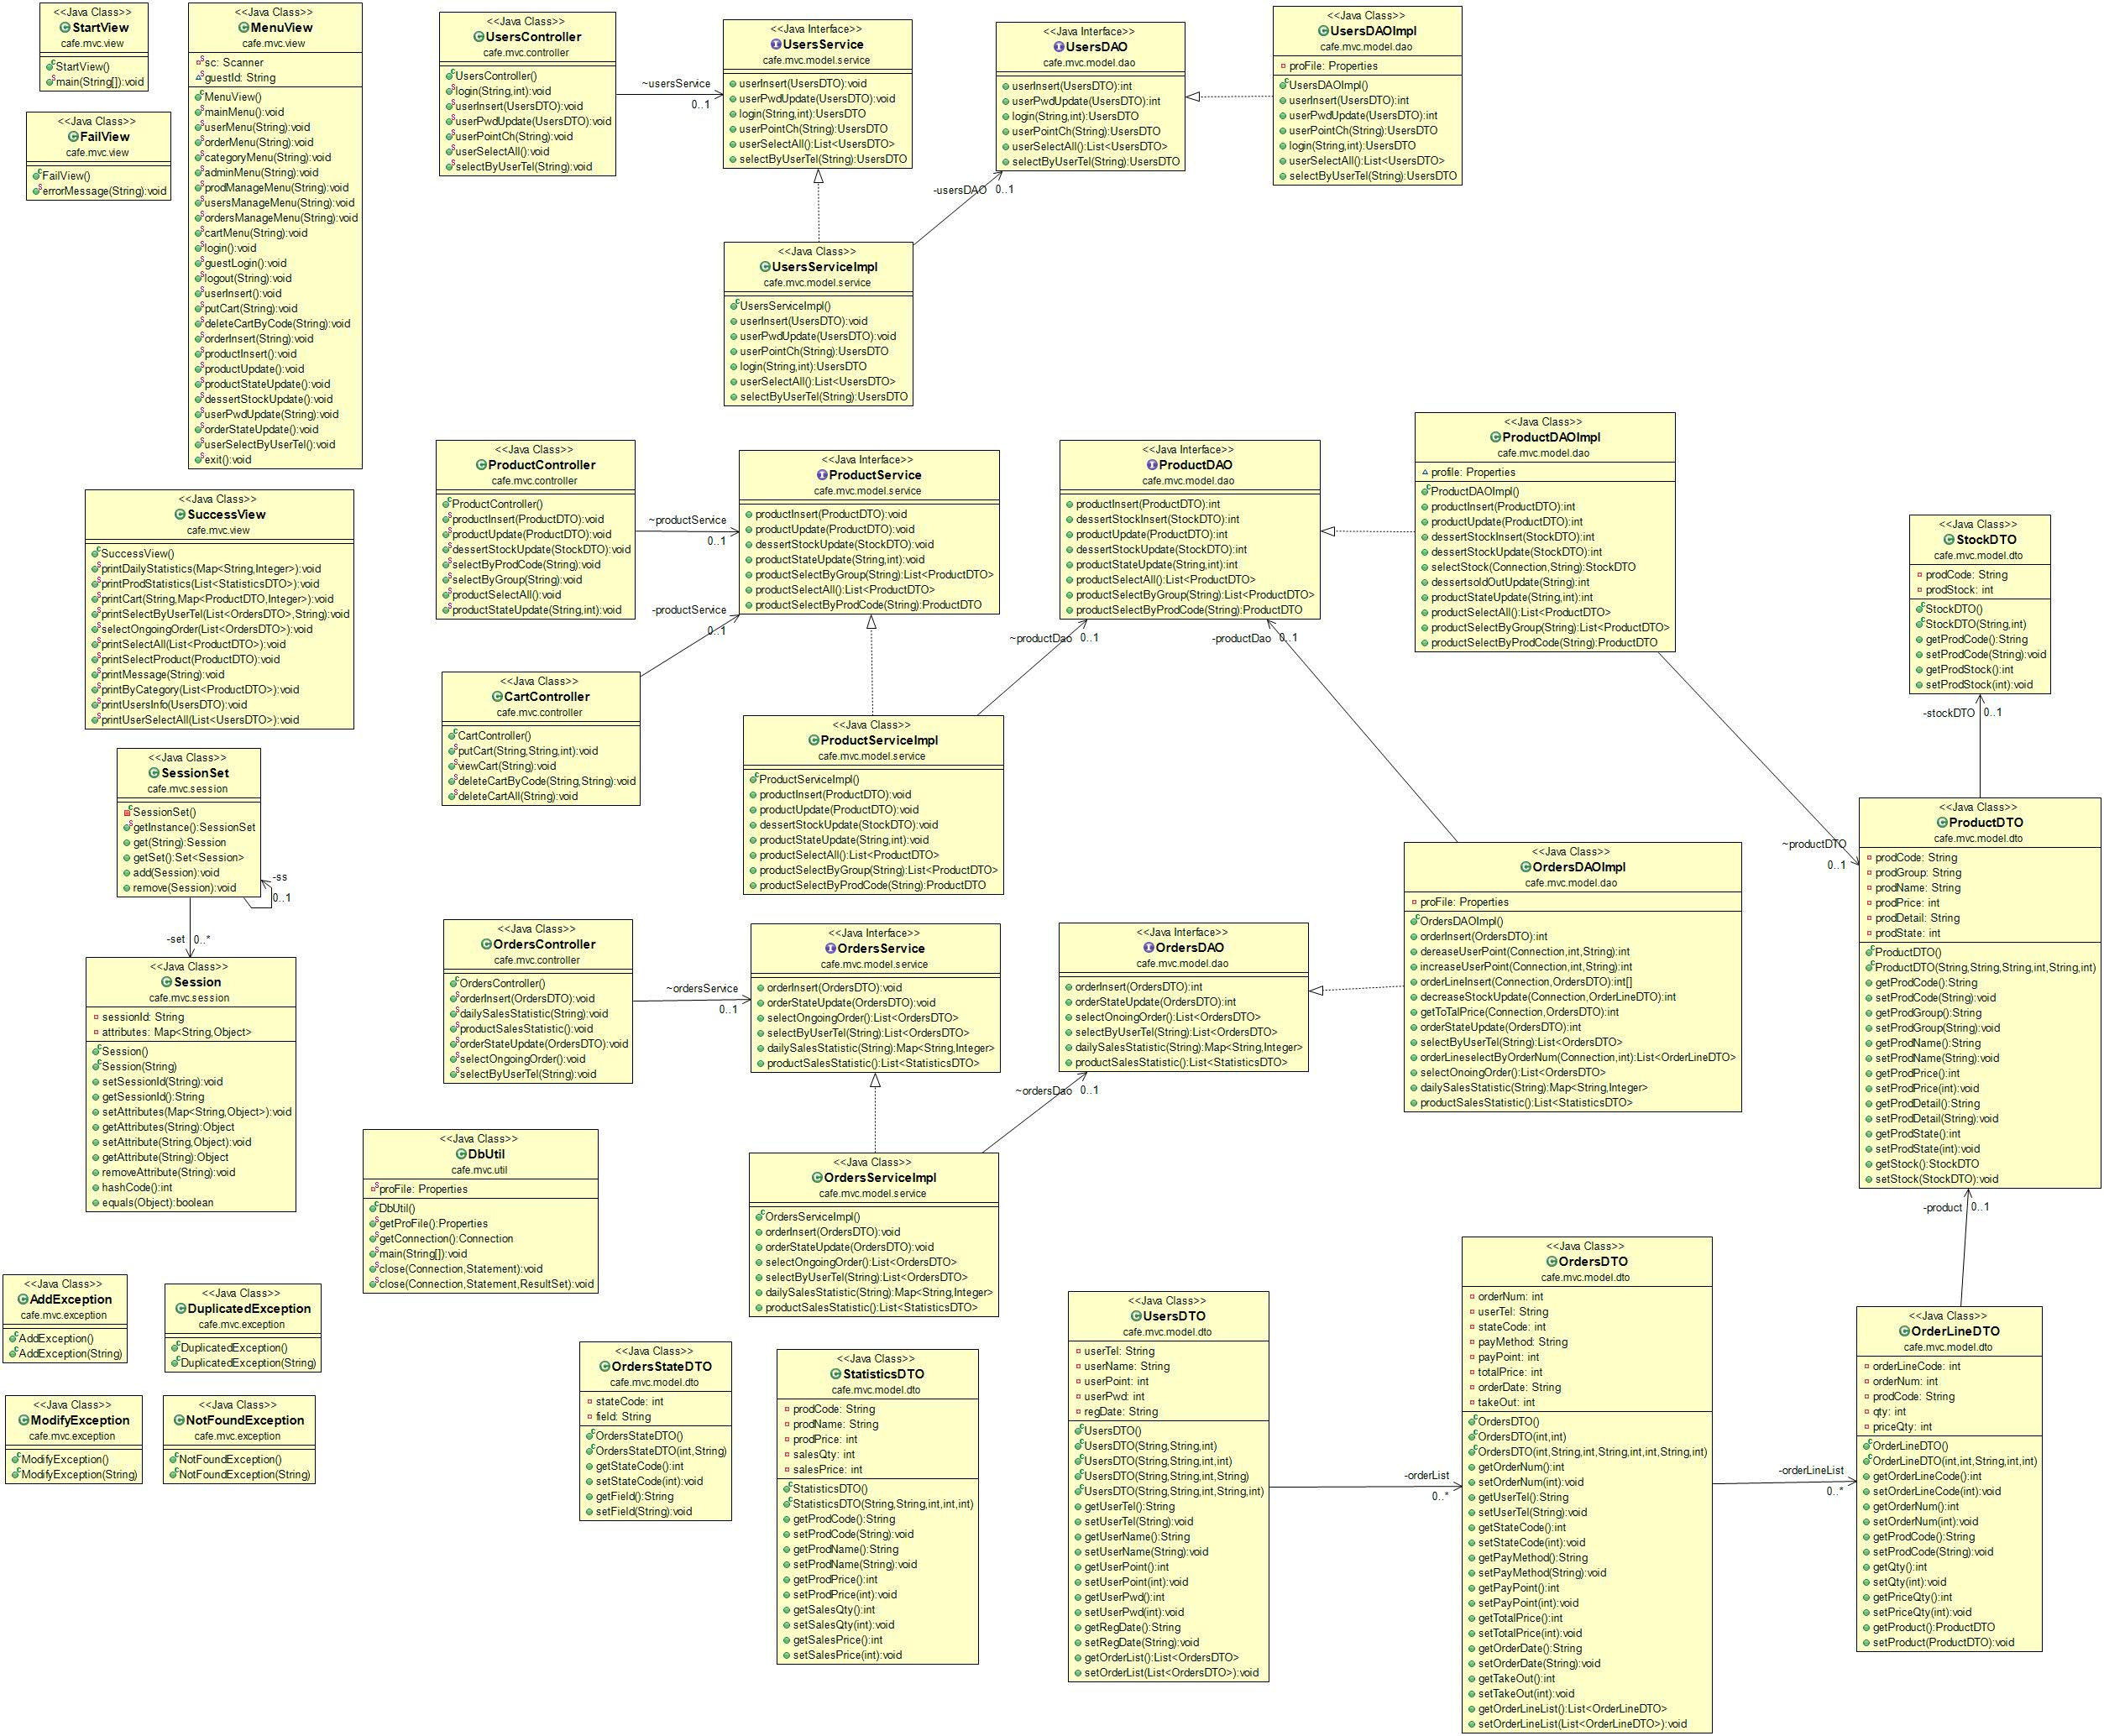 <<Java Class>>
StartView
cafe.mvc.view
StartView()
main(String[]):void
<<Java Class>>
MenuView
cafe.mvc.view
sc: Scanner
guestId: String
MenuView()
mainMenu():void
userMenu(String):void
orderMenu(String):void
categoryMenu(String):void
adminMenu(String):void
prodManageMenu(String):void
usersManageMenu(String):void
ordersManageMenu(String):void
cartMenu(String):void
login():void
guestLogin():void
logout(String):void
userInsert():void
putCart(String):void
deleteCartByCode(String):void
orderInsert(String):void
productInsert():void
productUpdate():void
productStateUpdate():void
dessertStockUpdate():void
userPwdUpdate(String):void
orderStateUpdate():void
userSelectByUserTel():void
exit():void
<<Java Class>>
FailView
cafe.mvc.view
FailView()
errorMessage(String):void
<<Java Class>>
UsersController
cafe.mvc.controller
UsersController()
login(String,int):void
userInsert(UsersDTO):void
userPwdUpdate(UsersDTO):void
userPointCh(String):void
userSelectAll():void
selectByUserTel(String):void
~usersService
0..1
<<Java Interface>>
UsersService
cafe.mvc.model.service
userInsert(UsersDTO):void
userPwdUpdate(UsersDTO):void
login(String,int):UsersDTO
userPointCh(String):UsersDTO
userSelectAll():List<UsersDTO>
selectByUserTel(String):UsersDTO
<<Java Interface>>
UsersDAO
cafe.mvc.model.dao
userInsert(UsersDTO):int
userPwdUpdate(UsersDTO):int
login(String,int):UsersDTO
userPointCh(String):UsersDTO
userSelectAll():List<UsersDTO>
selectByUserTel(String):UsersDTO
<<Java Class>>
UsersDAOImpl
cafe.mvc.model.dao
proFile: Properties
UsersDAOImpl()
userInsert(UsersDTO):int
userPwdUpdate(UsersDTO):int
userPointCh(String):UsersDTO
login(String,int):UsersDTO
userSelectAll():List<UsersDTO>
selectByUserTel(String):UsersDTO
-usersDAO
0..1
<<Java Class>>
UsersServiceImpl
cafe.mvc.model.service
UsersServiceImpl()
userInsert(UsersDTO):void
userPwdUpdate(UsersDTO):void
userPointCh(String):UsersDTO
login(String,int):UsersDTO
userSelectAll():List<UsersDTO>
selectByUserTel(String):UsersDTO
<<Java Class>>
SuccessView
cafe.mvc.view
SuccessView()
printDailyStatistics(Map<String,Integer>):void
printProdStatistics(List<StatisticsDTO>):void
printCart(String,Map<ProductDTO,Integer>):void
printSelectByUserTel(List<OrdersDTO>,String):void
selectOngoingOrder(List<OrdersDTO>):void
printSelectAll(List<ProductDTO>):void
printSelectProduct(ProductDTO):void
printMessage(String):void
printByCategory(List<ProductDTO>):void
printUsersInfo(UsersDTO):void
printUserSelectAll(List<UsersDTO>):void
<<Java Class>>
ProductController
cafe.mvc.controller
ProductController()
productInsert(ProductDTO):void
productUpdate(ProductDTO):void
dessertStockUpdate(StockDTO):void
selectByProdCode(String):void
selectByGroup(String):void
productSelectAll():void
productStateUpdate(String,int):void
~productService
0..1
-productService
0..1
<<Java Interface>>
ProductService
cafe.mvc.model.service
productInsert(ProductDTO):void
productUpdate(ProductDTO):void
dessertStockUpdate(StockDTO):void
productStateUpdate(String,int):void
productSelectByGroup(String):List<ProductDTO>
productSelectAll():List<ProductDTO>
productSelectByProdCode(String):ProductDTO
<<Java Interface>>
ProductDAO
cafe.mvc.model.dao
productInsert(ProductDTO):int
dessertStockInsert(StockDTO):int
productUpdate(ProductDTO):int
dessertStockUpdate(StockDTO):int
productStateUpdate(String,int):int
productSelectAll():List<ProductDTO>
productSelectByGroup(String):List<ProductDTO>
productSelectByProdCode(String):ProductDTO
<<Java Class>>
ProductDAOImpl
cafe.mvc.model.dao
profile: Properties
ProductDAOImpl()
productInsert(ProductDTO):int
productUpdate(ProductDTO):int
dessertStockInsert(StockDTO):int
dessertStockUpdate(StockDTO):int
selectStock(Connection,String):StockDTO
dessertsoldOutUpdate(String):int
productStateUpdate(String,int):int
productSelectAll():List<ProductDTO>
productSelectByGroup(String):List<ProductDTO>
productSelectByProdCode(String):ProductDTO
<<Java Class>>
StockDTO
cafe.mvc.model.dto
prodCode: String
prodStock: int
StockDTO()
StockDTO(String,int)
getProdCode():String
setProdCode(String):void
getProdStock():int
setProdStock(int):void
~productDao
0..1
-productDao
0..1
-stockDTO
0..1
<<Java Class>>
CartController
cafe.mvc.controller
CartController()
putCart(String,String,int):void
viewCart(String):void
deleteCartByCode(String,String):void
deleteCartAll(String):void
<<Java Class>>
ProductServiceImpl
cafe.mvc.model.service
ProductServiceImpl()
productInsert(ProductDTO):void
productUpdate(ProductDTO):void
dessertStockUpdate(StockDTO):void
productStateUpdate(String,int):void
productSelectAll():List<ProductDTO>
productSelectByGroup(String):List<ProductDTO>
productSelectByProdCode(String):ProductDTO
<<Java Class>>
SessionSet
cafe.mvc.session
SessionSet()
getInstance():SessionSet
get(String):Session
getSet():Set<Session>
add(Session):void
remove(Session):void
-ss
0..1
-set
0..*
<<Java Class>>
Session
cafe.mvc.session
sessionId: String
attributes: Map<String,Object>
Session()
Session(String)
setSessionId(String):void
getSessionId():String
setAttributes(Map<String,Object>):void
getAttributes(String):Object
setAttribute(String,Object):void
getAttribute(String):Object
removeAttribute(String):void
hashCode():int
equals(Object):boolean
<<Java Class>>
OrdersController
cafe.mvc.controller
OrdersController()
orderInsert(OrdersDTO):void
dailySalesStatistic(String):void
productSalesStatistic():void
orderStateUpdate(OrdersDTO):void
selectOngoingOrder():void
selectByUserTel(String):void
~ordersService
0..1
<<Java Interface>>
OrdersService
cafe.mvc.model.service
orderInsert(OrdersDTO):void
orderStateUpdate(OrdersDTO):void
selectOngoingOrder():List<OrdersDTO>
selectByUserTel(String):List<OrdersDTO>
dailySalesStatistic(String):Map<String,Integer>
productSalesStatistic():List<StatisticsDTO>
<<Java Interface>>
OrdersDAO
cafe.mvc.model.dao
orderInsert(OrdersDTO):int
orderStateUpdate(OrdersDTO):int
selectOnoingOrder():List<OrdersDTO>
selectByUserTel(String):List<OrdersDTO>
dailySalesStatistic(String):Map<String,Integer>
productSalesStatistic():List<StatisticsDTO>
<<Java Class>>
OrdersDAOImpl
cafe.mvc.model.dao
proFile: Properties
OrdersDAOImpl()
orderInsert(OrdersDTO):int
dereaseUserPoint(Connection,int,String):int
increaseUserPoint(Connection,int,String):int
orderLineInsert(Connection,OrdersDTO):int[]
decreaseStockUpdate(Connection,OrderLineDTO):int
getToTalPrice(Connection,OrdersDTO):int
orderStateUpdate(OrdersDTO):int
selectByUserTel(String):List<OrdersDTO>
orderLineselectByOrderNum(Connection,int):List<OrderLineDTO>
selectOnoingOrder():List<OrdersDTO>
dailySalesStatistic(String):Map<String,Integer>
productSalesStatistic():List<StatisticsDTO>
~productDTO
0..1
<<Java Class>>
ProductDTO
cafe.mvc.model.dto
prodCode: String
prodGroup: String
prodName: String
prodPrice: int
prodDetail: String
prodState: int
ProductDTO()
ProductDTO(String,String,String,int,String,int)
getProdCode():String
setProdCode(String):void
getProdGroup():String
setProdGroup(String):void
getProdName():String
setProdName(String):void
getProdPrice():int
setProdPrice(int):void
getProdDetail():String
setProdDetail(String):void
getProdState():int
setProdState(int):void
getStock():StockDTO
setStock(StockDTO):void
~ordersDao
0..1
<<Java Class>>
DbUtil
cafe.mvc.util
proFile: Properties
DbUtil()
getProFile():Properties
getConnection():Connection
main(String[]):void
close(Connection,Statement):void
close(Connection,Statement,ResultSet):void
<<Java Class>>
OrdersServiceImpl
cafe.mvc.model.service
OrdersServiceImpl()
orderInsert(OrdersDTO):void
orderStateUpdate(OrdersDTO):void
selectOngoingOrder():List<OrdersDTO>
selectByUserTel(String):List<OrdersDTO>
dailySalesStatistic(String):Map<String,Integer>
productSalesStatistic():List<StatisticsDTO>
-product
0..1
<<Java Class>>
AddException
cafe.mvc.exception
AddException()
AddException(String)
<<Java Class>>
DuplicatedException
cafe.mvc.exception
DuplicatedException()
DuplicatedException(String)
<<Java Class>>
ModifyException
cafe.mvc.exception
ModifyException()
ModifyException(String)
<<Java Class>>
NotFoundException
cafe.mvc.exception
NotFoundException()
NotFoundException(String)
<<Java Class>>
OrdersStateDTO
cafe.mvc.model.dto
stateCode: int
field: String
OrdersStateDTO()
OrdersStateDTO(int,String)
getStateCode():int
setStateCode(int):void
getField():String
setField(String):void
<<Java Class>>
StatisticsDTO
cafe.mvc.model.dto
prodCode: String
prodName: String
prodPrice: int
salesQty: int
salesPrice: int
StatisticsDTO()
StatisticsDTO(String,String,int,int,int)
getProdCode():String
setProdCode(String):void
getProdName():String
setProdName(String):void
getProdPrice():int
setProdPrice(int):void
getSalesQty():int
setSalesQty(int):void
getSalesPrice():int
setSalesPrice(int):void
<<Java Class>>
UsersDTO
cafe.mvc.model.dto
userTel: String
userName: String
userPoint: int
userPwd: int
regDate: String
UsersDTO()
UsersDTO(String,String,int)
UsersDTO(String,String,int,int)
UsersDTO(String,String,int,String)
UsersDTO(String,String,int,String,int)
getUserTel():String
setUserTel(String):void
getUserName():String
setUserName(String):void
getUserPoint():int
setUserPoint(int):void
getUserPwd():int
setUserPwd(int):void
getRegDate():String
setRegDate(String):void
getOrderList():List<OrdersDTO>
setOrderList(List<OrdersDTO>):void
-orderList
0..*
<<Java Class>>
OrdersDTO
cafe.mvc.model.dto
orderNum: int
userTel: String
stateCode: int
payMethod: String
payPoint: int
totalPrice: int
orderDate: String
takeOut: int
OrdersDTO()
OrdersDTO(int,int)
OrdersDTO(int,String,int,String,int,int,String,int)
getOrderNum():int
setOrderNum(int):void
getUserTel():String
setUserTel(String):void
getStateCode():int
setStateCode(int):void
getPayMethod():String
setPayMethod(String):void
getPayPoint():int
setPayPoint(int):void
getTotalPrice():int
setTotalPrice(int):void
getOrderDate():String
setOrderDate(String):void
getTakeOut():int
setTakeOut(int):void
getOrderLineList():List<OrderLineDTO>
setOrderLineList(List<OrderLineDTO>):void
-orderLineList
0..*
<<Java Class>>
OrderLineDTO
cafe.mvc.model.dto
orderLineCode: int
orderNum: int
prodCode: String
qty: int
priceQty: int
OrderLineDTO()
OrderLineDTO(int,int,String,int,int)
getOrderLineCode():int
setOrderLineCode(int):void
getOrderNum():int
setOrderNum(int):void
getProdCode():String
setProdCode(String):void
getQty():int
setQty(int):void
getPriceQty():int
setPriceQty(int):void
getProduct():ProductDTO
setProduct(ProductDTO):void